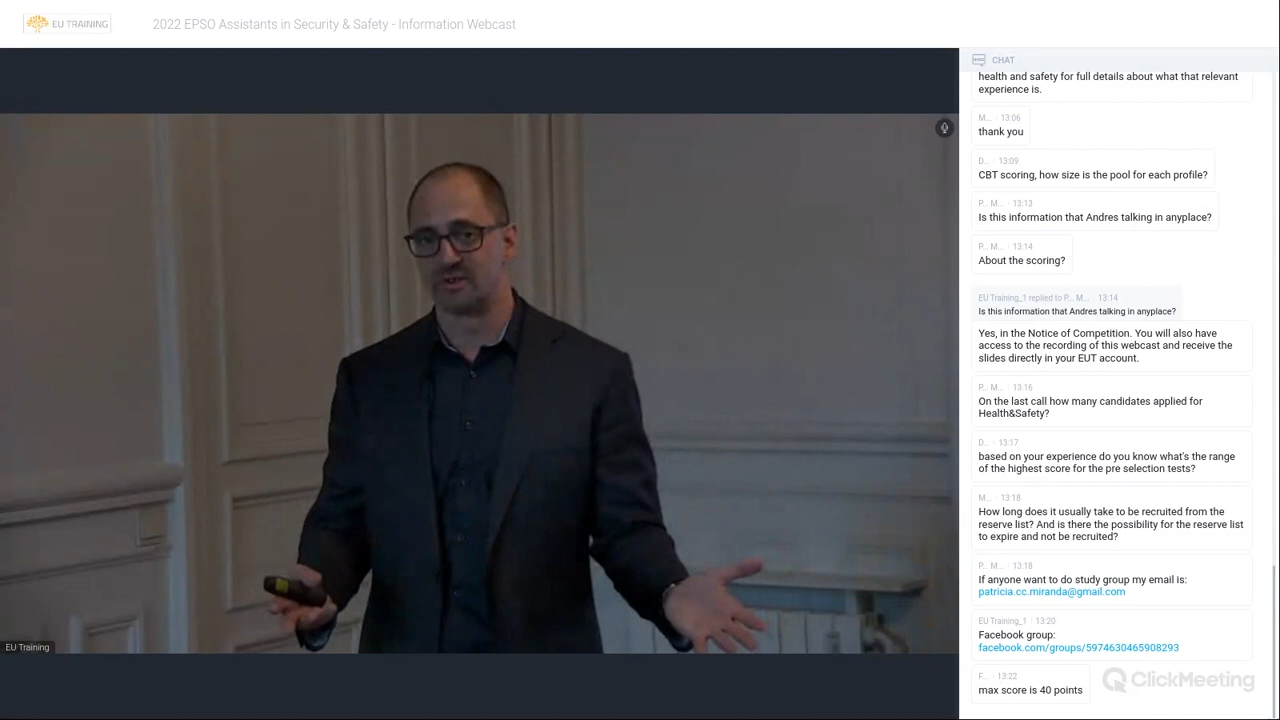 EU TRAINING
2022 EPSO Assistants in Security & Safety - Information Webcast
EU Training
CHAT
health and safety for full details about what that relevant
experience is.
M... 13:06
thank you
D... 13:09
CBT scoring, how size is the pool for each profile?
P... M... 13:13
Is this information that Andres talking in anyplace?
P... M... 13:14
About the scoring?
EU Training_1 replied to P... M... 13:14
Is this information that Andres talking in anyplace?
Yes, in the Notice of Competition. You will also have
access to the recording of this webcast and receive the
slides directly in your EUT account.
P... M... 13:16
On the last call how many candidates applied for
Health&Safety?
D... 13:17
based on your experience do you know what's the range
of the highest score for the pre selection tests?
M... 13:18
How long does it usually take to be recruited from the
reserve list? And is there the possibility for the reserve list
to expire and not be recruited?
P... M... 13:18
If anyone want to do study group my email is:
patricia.cc.miranda@gmail.com
EU Training_1 13:20
Facebook group:
facebook.com/groups/5974630465908293
F... 13:22
max score is 40 points
ClickMeeting